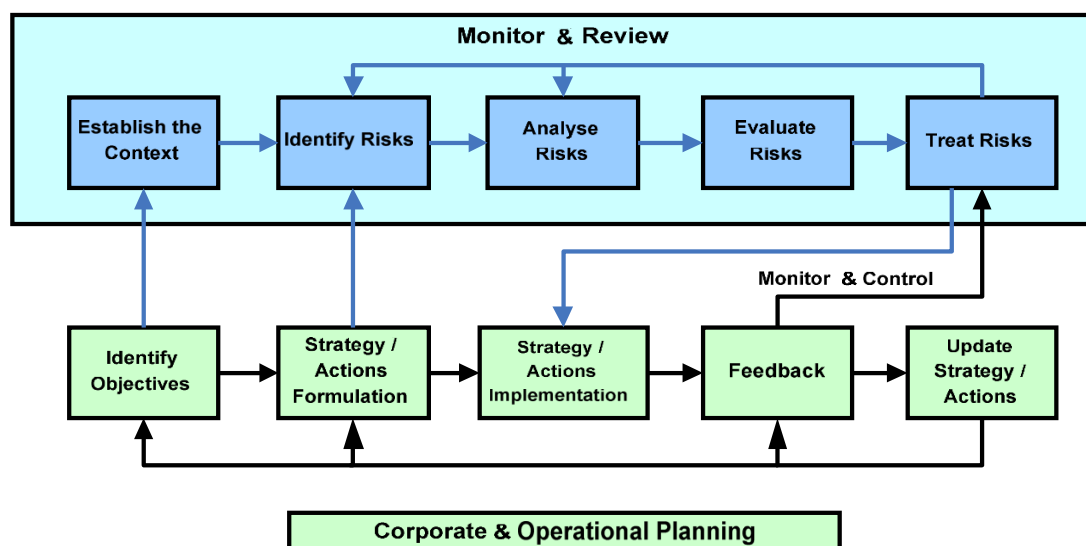 Monitor & Review
Establish the
Context
Identify Risks
Analyse
Risks
Evaluate
Risks
Treat Risks
Monitor & Control
Identify
Objectives
Strategy /
Actions
Formulation
Strategy /
Actions
Implementation
Feedback
Update
Strategy /
Actions
Corporate & Operational Planning